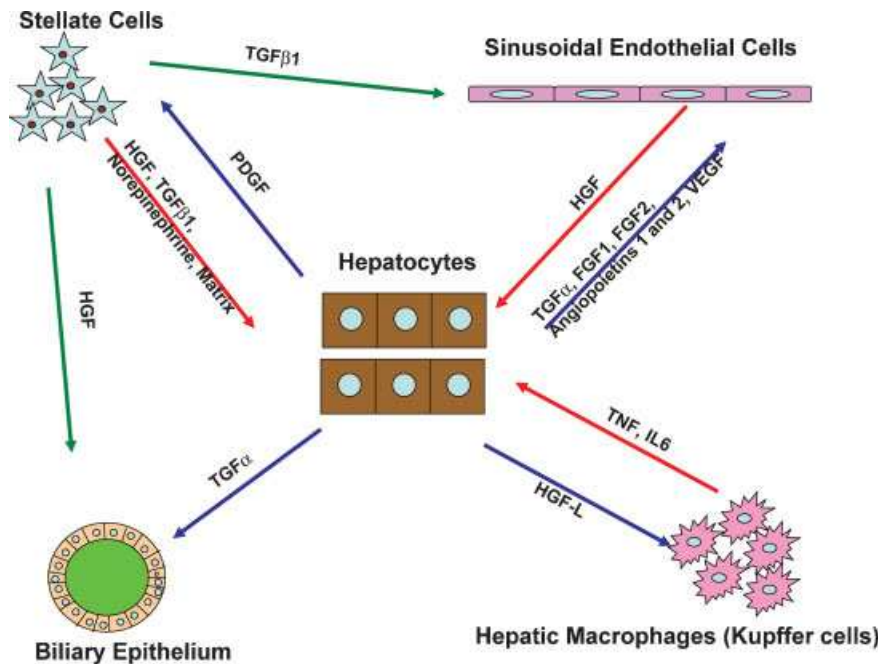 Stellate Cells
Sinusoidal Endothelial Cells
TGFβ1
HGF, TGFβ1,
Norepinephrine, Matrix
PDGF
HGF
TGFα, FGF1, FGF2,
Angiopoietins 1 and 2, VEGF
Hepatocytes
HGF
TGFα
TNF, IL6
HGF-L
Biliary Epithelium
Hepatic Macrophages (Kupffer cells)